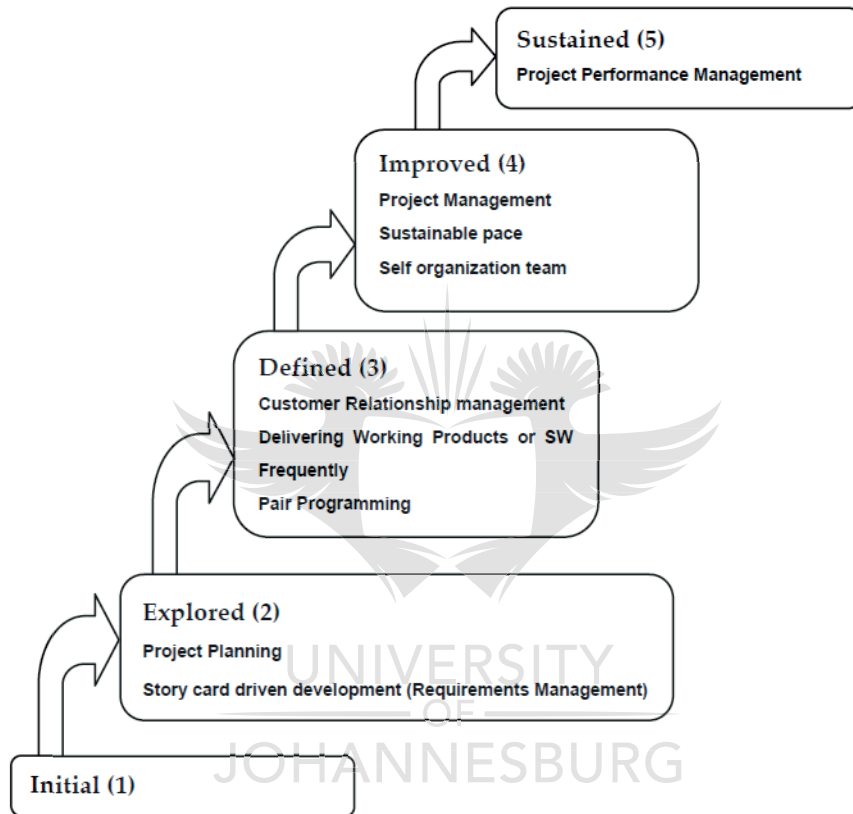 Sustained (5)
Project Performance Management
Improved (4)
Project Management
Sustainable pace
Self organization team
Defined (3)
Customer Relationship management
Delivering Working Products or SW
Frequently
Pair Programming
Explored (2)
Project Planning
Story card driven development (Requirements Management)
UNIVERSITY
OF
JOHANNESBURG
Initial (1)